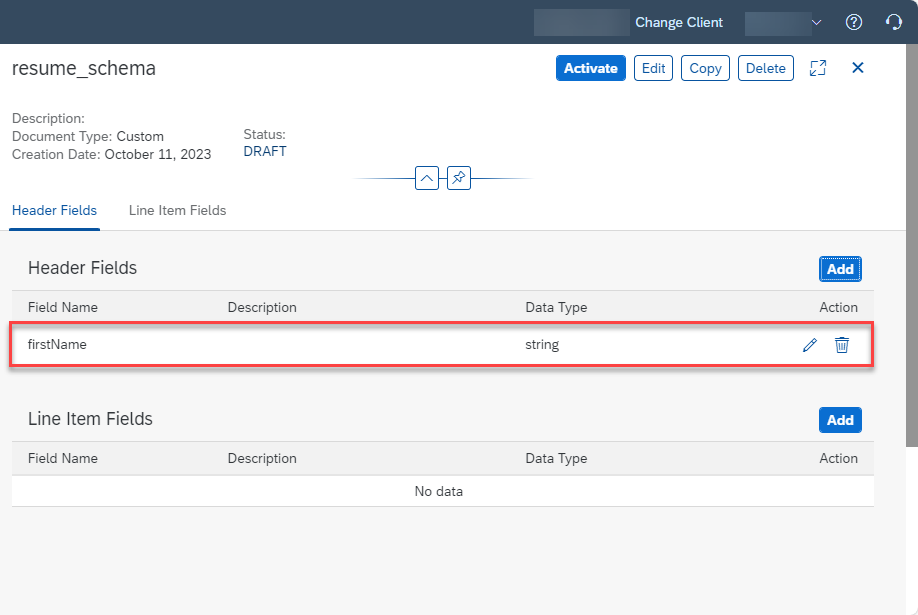 Change Client
resume_schema
Activate Edit Copy Delete
Description:
Document Type: Custom
Creation Date: October 11, 2023
Status:
DRAFT
Header Fields Line Item Fields
Header Fields Add
Field Name Description Data Type Action
firstName string
Line Item Fields Add
Field Name Description Data Type Action
No data